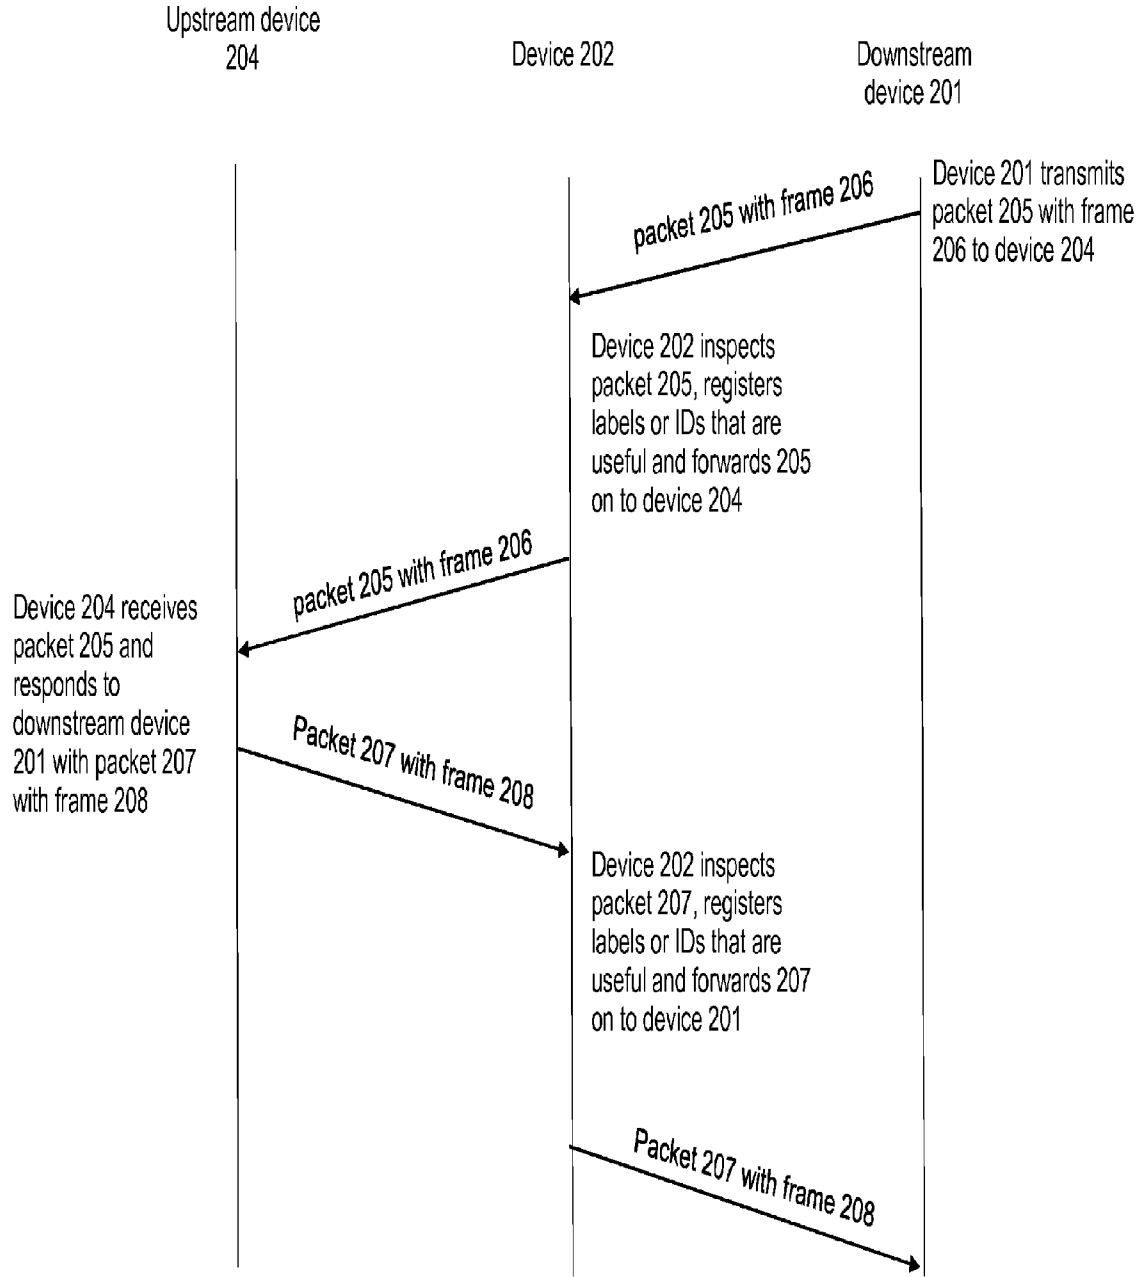 Upstream device
204
Device 202
Downstream
device 201
Device 201 transmits
packet 205 with frame
206 to device 204
packet 205 with frame 206
Device 202 inspects
packet 205, registers
labels or IDs that are
useful and forwards 205
on to device 204
packet 205 with frame 206
Device 204 receives
packet 205 and
responds to
downstream device
201 with packet 207
with frame 208
Packet 207 with frame 208
Device 202 inspects
packet 207, registers
labels or IDs that are
useful and forwards 207
on to device 201
Packet 207 with frame 208